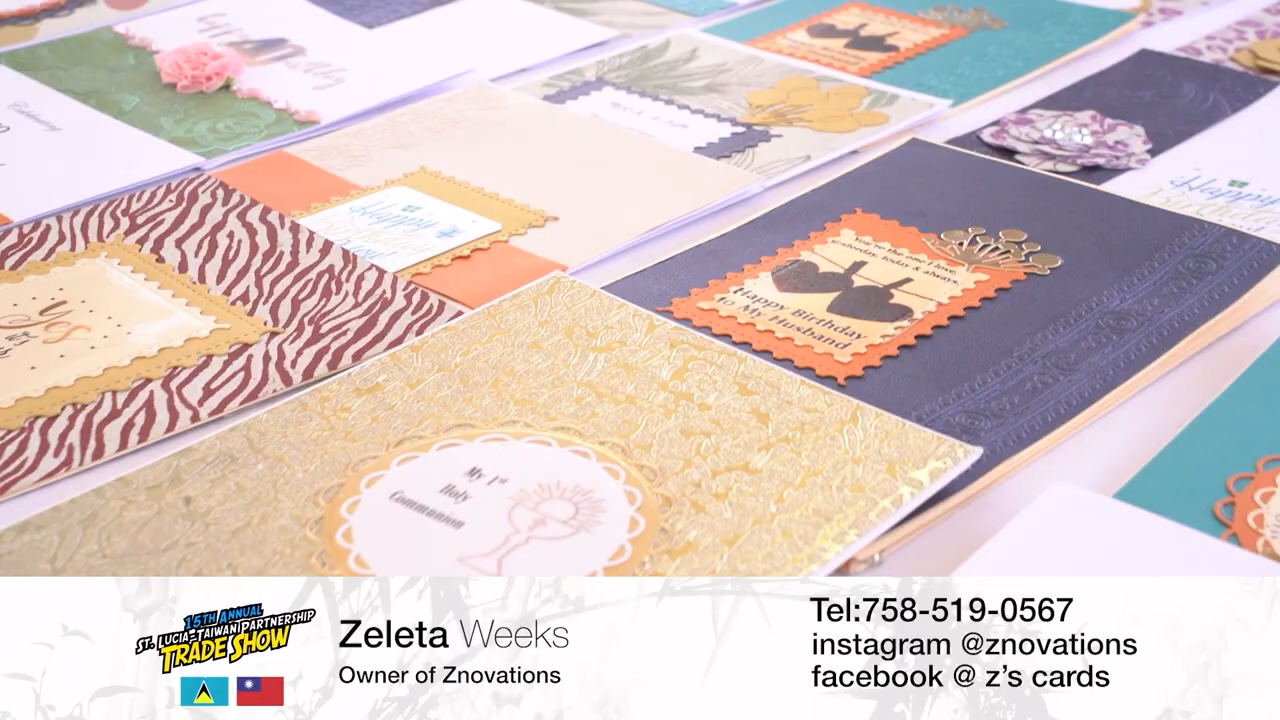 Happy
You're the one I love,
yesterday, today & always.
Happy Birthday
to My Husband
Happy
Yes
My 1st
Holy
Communion
15TH ANNUAL
ST. LUCIA-TAIWAN PARTNERSHIP
TRADE SHOW
Zeleta Weeks
Owner of Znovations
Tel:758-519-0567
instagram @znovations
facebook @ z's cards